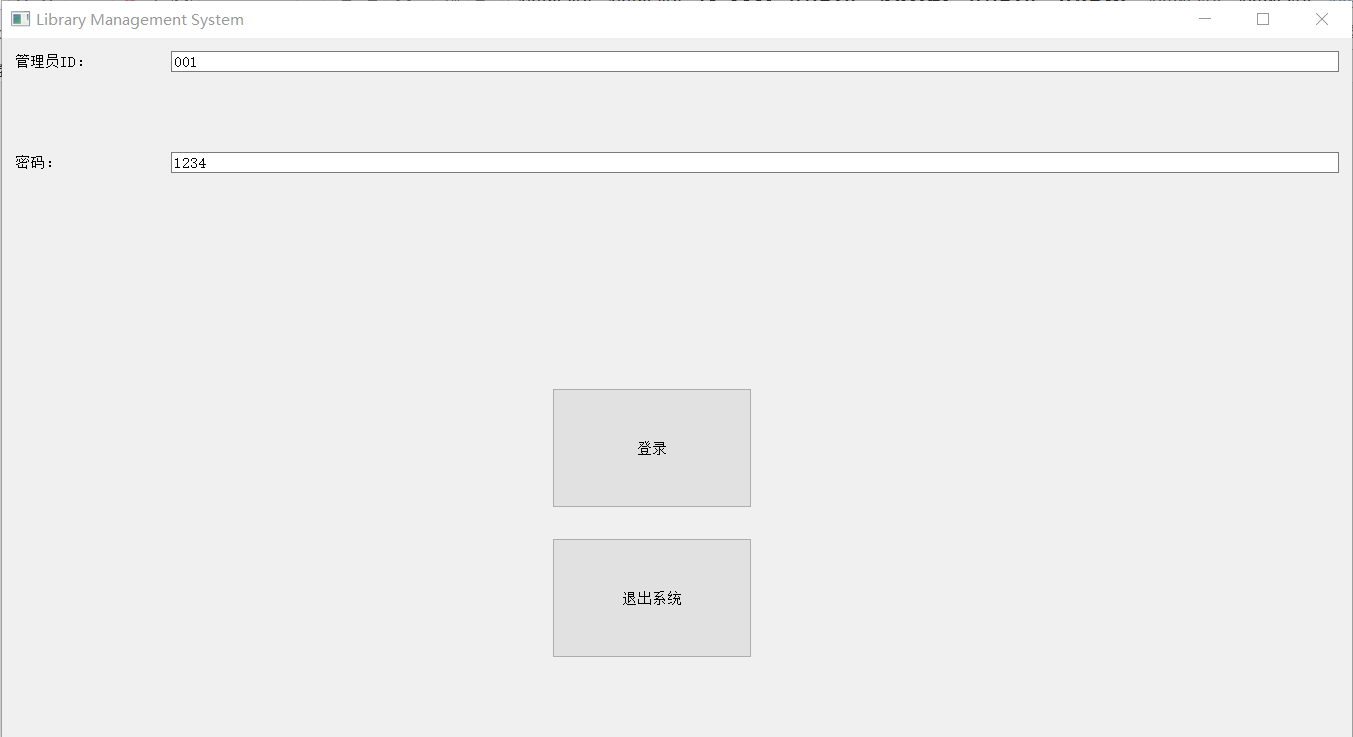 Library Management System
管理员ID： 001
密码： 1234
登录
退出系统